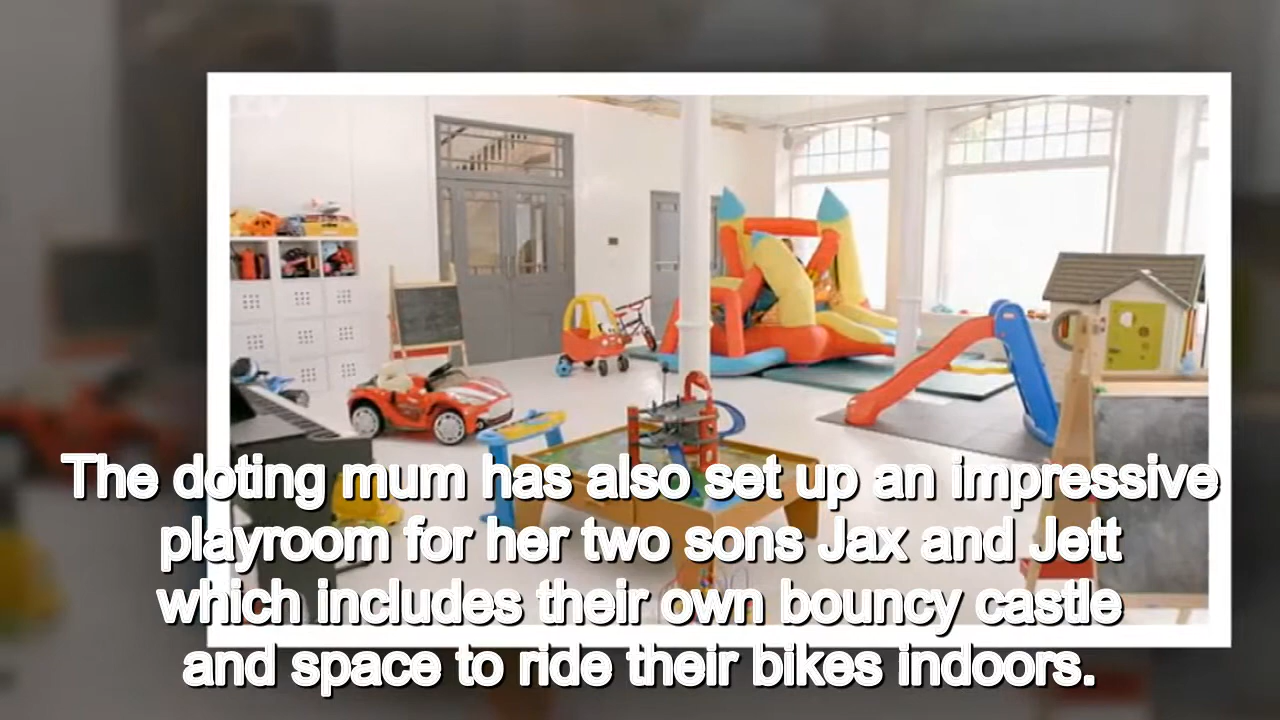 The doting mum has also set up an impressive
playroom for her two sons Jax and Jett
which includes their own bouncy castle
and space to ride their bikes indoors.